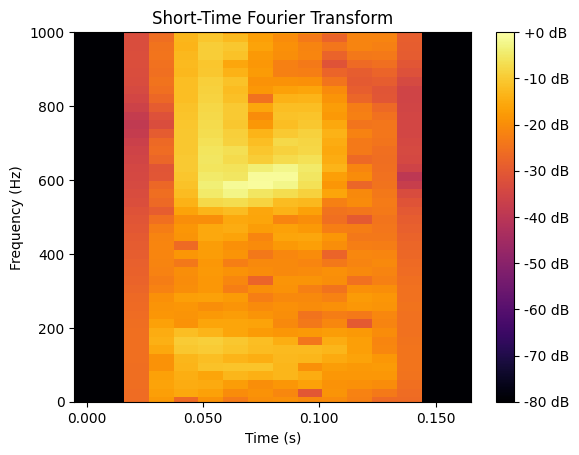 Short-Time Fourier Transform
1000
800
600
400
200
0
Frequency (Hz)
0.000
0.050
0.100
0.150
Time (s)
+0 dB
-10 dB
-20 dB
-30 dB
-40 dB
-50 dB
-60 dB
-70 dB
-80 dB